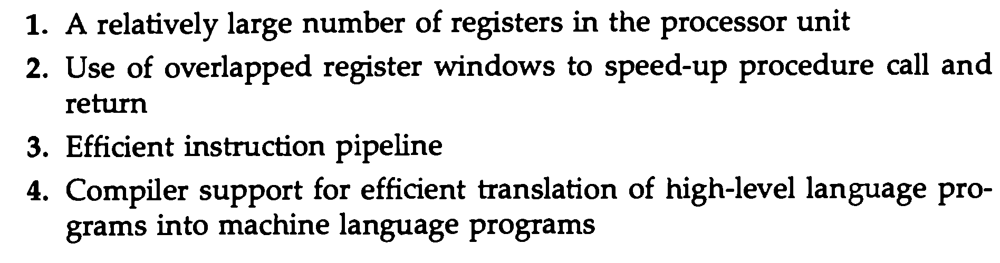 1. A relatively large number of registers in the processor unit
2. Use of overlapped register windows to speed-up procedure call and
return
3. Efficient instruction pipeline
4. Compiler support for efficient translation of high-level language pro-
grams into machine language programs